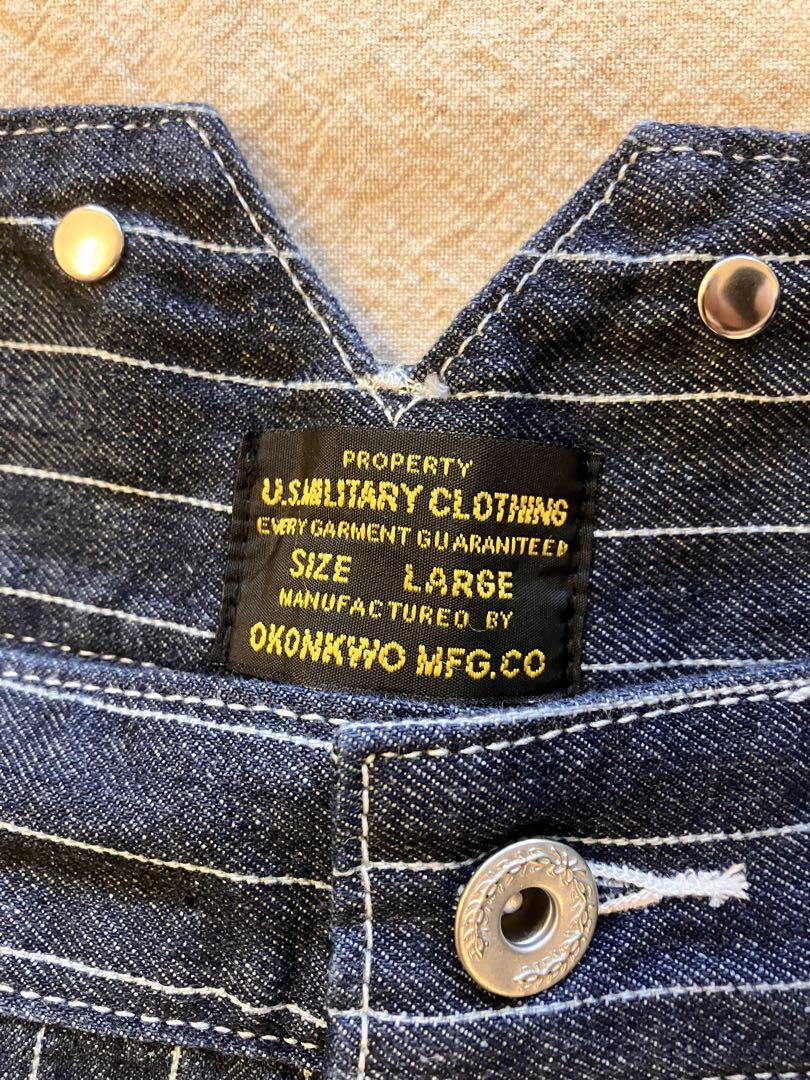 PROPERTY
U.S.MILITARY CLOTHING
EVERY GARMENT GUARANITEED
SIZE LARGE
MANUFACTURED BY
OKONKWO MFG.CO